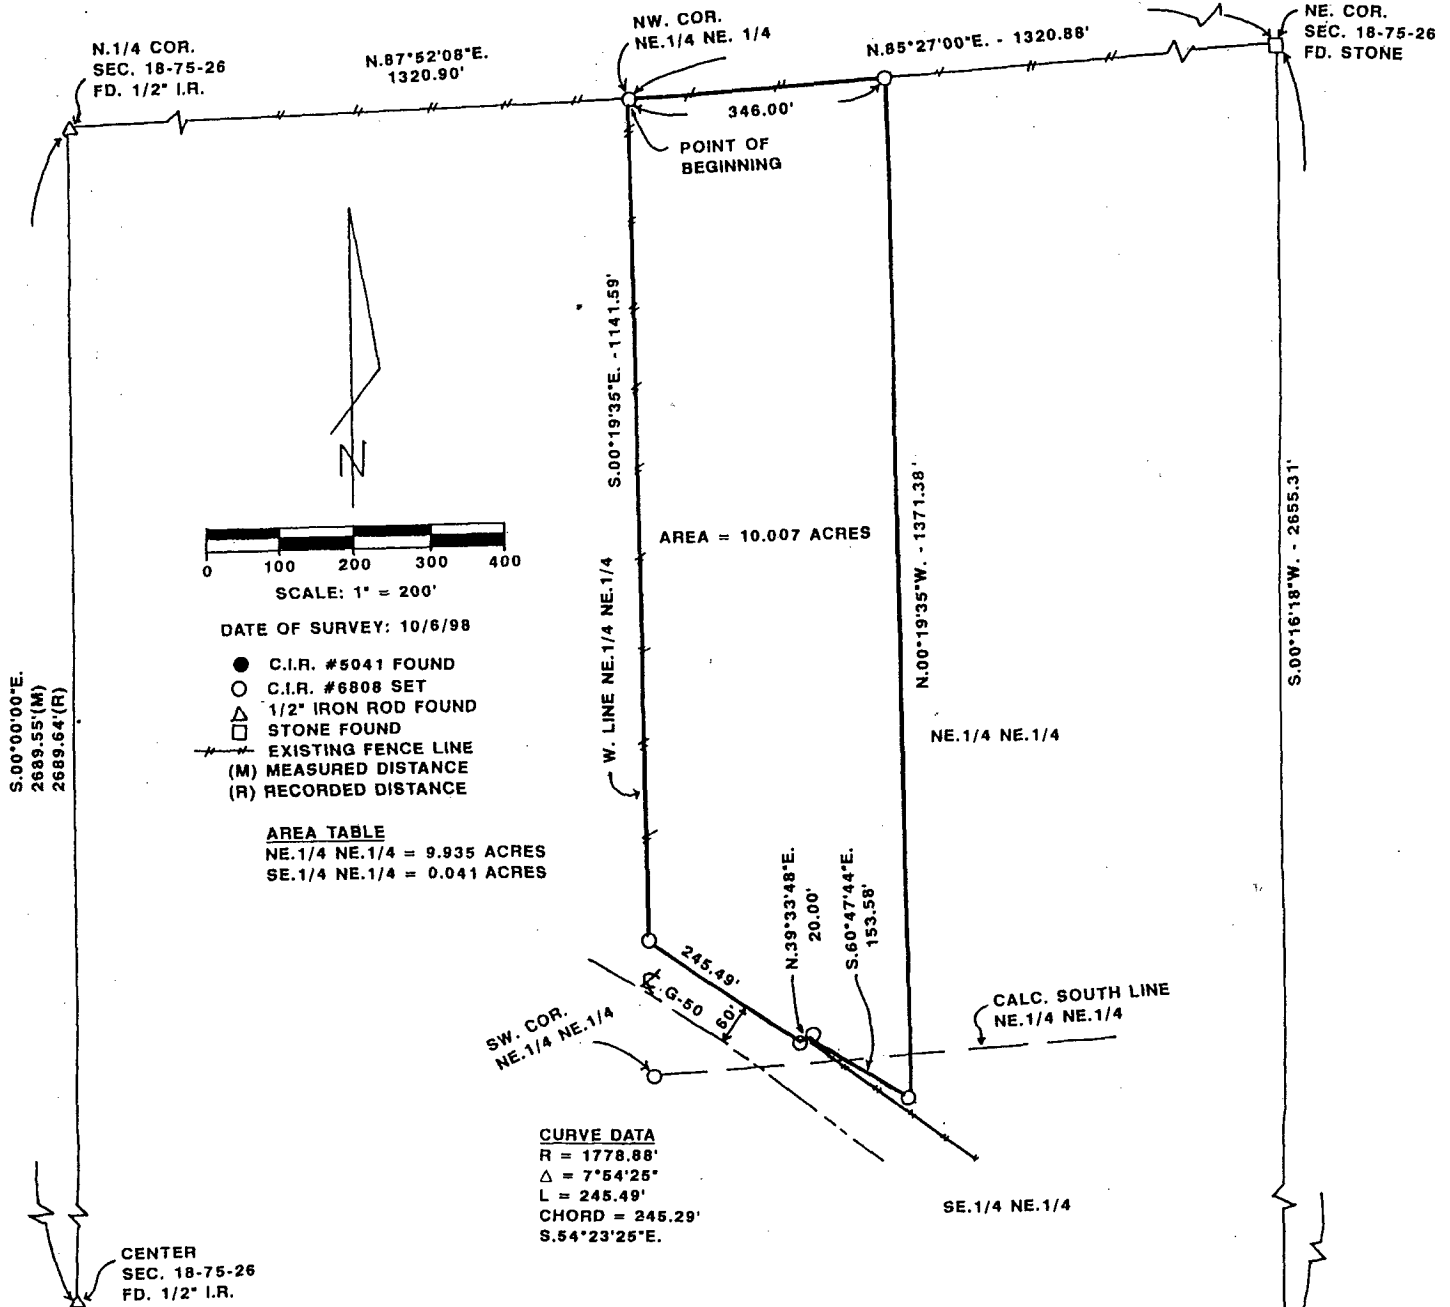 N.1/4 COR.
SEC. 18-75-26
FD. 1/2" I.R.
N.87°52'08"E.
1320.90'
NW. COR.
NE.1/4 NE. 1/4
N.85°27'00"E. - 1320.88'
NE. COR.
SEC. 18-75-26
FD. STONE
346.00'
POINT OF
BEGINNING
N
0 100 200 300 400
SCALE: 1" = 200'
DATE OF SURVEY: 10/6/98
C.I.R. #5041 FOUND
C.I.R. #6808 SET
1/2" IRON ROD FOUND
STONE FOUND
EXISTING FENCE LINE
(M) MEASURED DISTANCE
(R) RECORDED DISTANCE
AREA TABLE
NE.1/4 NE.1/4 = 9.935 ACRES
SE.1/4 NE.1/4 = 0.041 ACRES
S.00°00'00"E.
2689.55'(M)
2689.64'(R)
S.00°19'35"E. - 1141.59'
W. LINE NE.1/4 NE.1/4
AREA = 10.007 ACRES
N.00°19'35"W. - 1371.38'
NE.1/4 NE.1/4
S.00°16'18"W. - 2655.31'
N.39°33'48"E.
20.00'
S.60°47'44"E.
153.58'
245.49'
℄ G-50
60'
SW. COR.
NE.1/4 NE.1/4
CALC. SOUTH LINE
NE.1/4 NE.1/4
CURVE DATA
R = 1778.88'
△ = 7°54'25"
L = 245.49'
CHORD = 245.29'
S.54°23'25"E.
SE.1/4 NE.1/4
CENTER
SEC. 18-75-26
FD. 1/2" I.R.